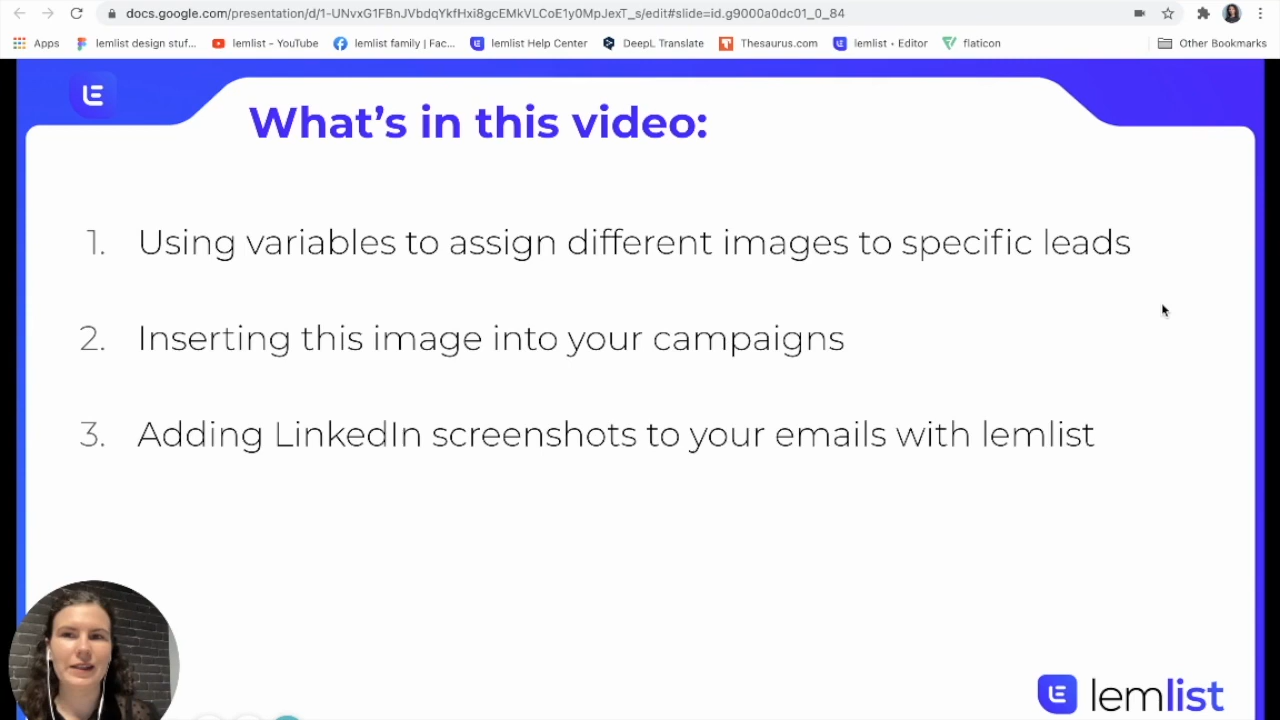 docs.google.com/presentation/d/1-UNvxG1FBnJVbdqYkfHxi8gcEMkVLCoE1y0MpJexT_s/edit#slide=id.g9000a0dc01_0_84
Apps lemlist design stuf... lemlist - YouTube lemlist family | Fac... lemlist Help Center DeepL Translate Thesaurus.com lemlist • Editor flaticon Other Bookmarks
What's in this video:
1. Using variables to assign different images to specific leads
2. Inserting this image into your campaigns
3. Adding LinkedIn screenshots to your emails with lemlist
lemlist